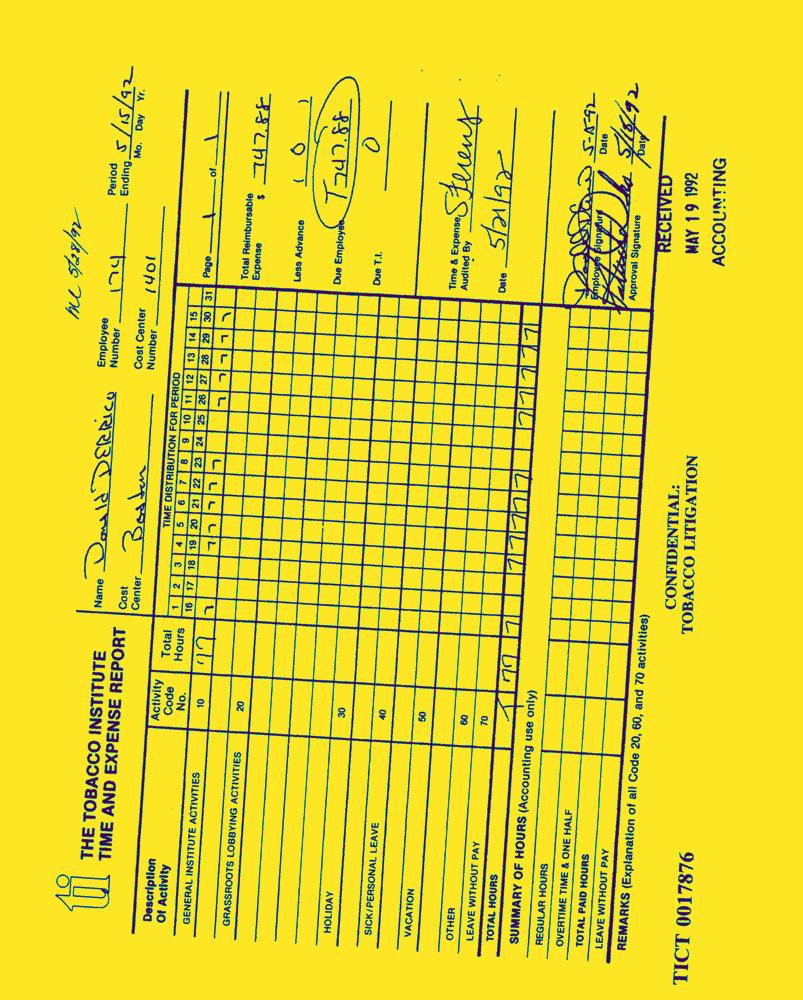 THE TOBACCO INSTITUTE
TIME AND EXPENSE REPORT
ACC 5/28/92
Name Donald D'ERRICO
Employee Number 174
Period Ending 5/15/92
Mo. Day Yr.
Cost Center Boston
Cost Center Number 1401
Description Of Activity
Activity Code No.
Total Hours
TIME DISTRIBUTION FOR PERIOD
1 2 3 4 5 6 7 8 9 10 11 12 13 14 15
16 17 18 19 20 21 22 23 24 25 26 27 28 29 30 31
GENERAL INSTITUTE ACTIVITIES 10 77 7 7 7 7 7 7 7 7 7 7
GRASSROOTS LOBBYING ACTIVITIES 20
HOLIDAY 30
SICK/PERSONAL LEAVE 40
VACATION 50
OTHER 60
LEAVE WITHOUT PAY 70
TOTAL HOURS 77 7 7 7 7 7 7 7 7 7 7
SUMMARY OF HOURS (Accounting use only)
REGULAR HOURS
OVERTIME TIME & ONE HALF
TOTAL PAID HOURS
LEAVE WITHOUT PAY
REMARKS (Explanation of all Code 20, 60, and 70 activities)
Page 1 of 1
Total Reimbursable Expense $ 747.88
Less Advance ( 0 )
Due Employee 747.88
Due T.I. 0
Time & Expense Audited By Stevens
Date 5/21/92
Employee Signature 5-15-92 Date
Approval Signature 5/18/92 Date
RECEIVED
MAY 19 1992
ACCOUNTING
CONFIDENTIAL:
TOBACCO LITIGATION
TICT 0017876